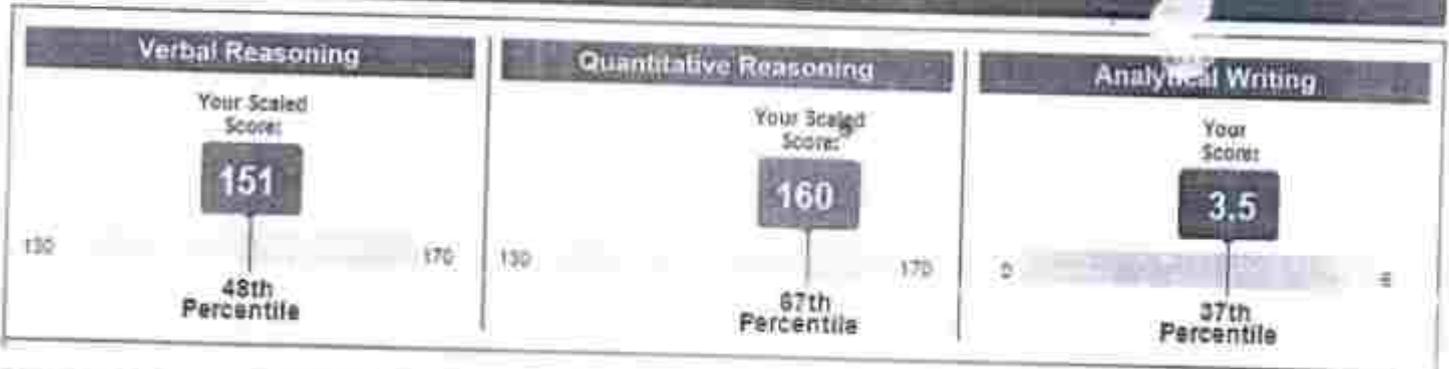 Verbal Reasoning
Your Scaled
Score:
151
130
170
48th
Percentile
Quantitative Reasoning
Your Scaled
Score:
160
130
170
67th
Percentile
Analytical Writing
Your
Score:
3.5
0
6
37th
Percentile